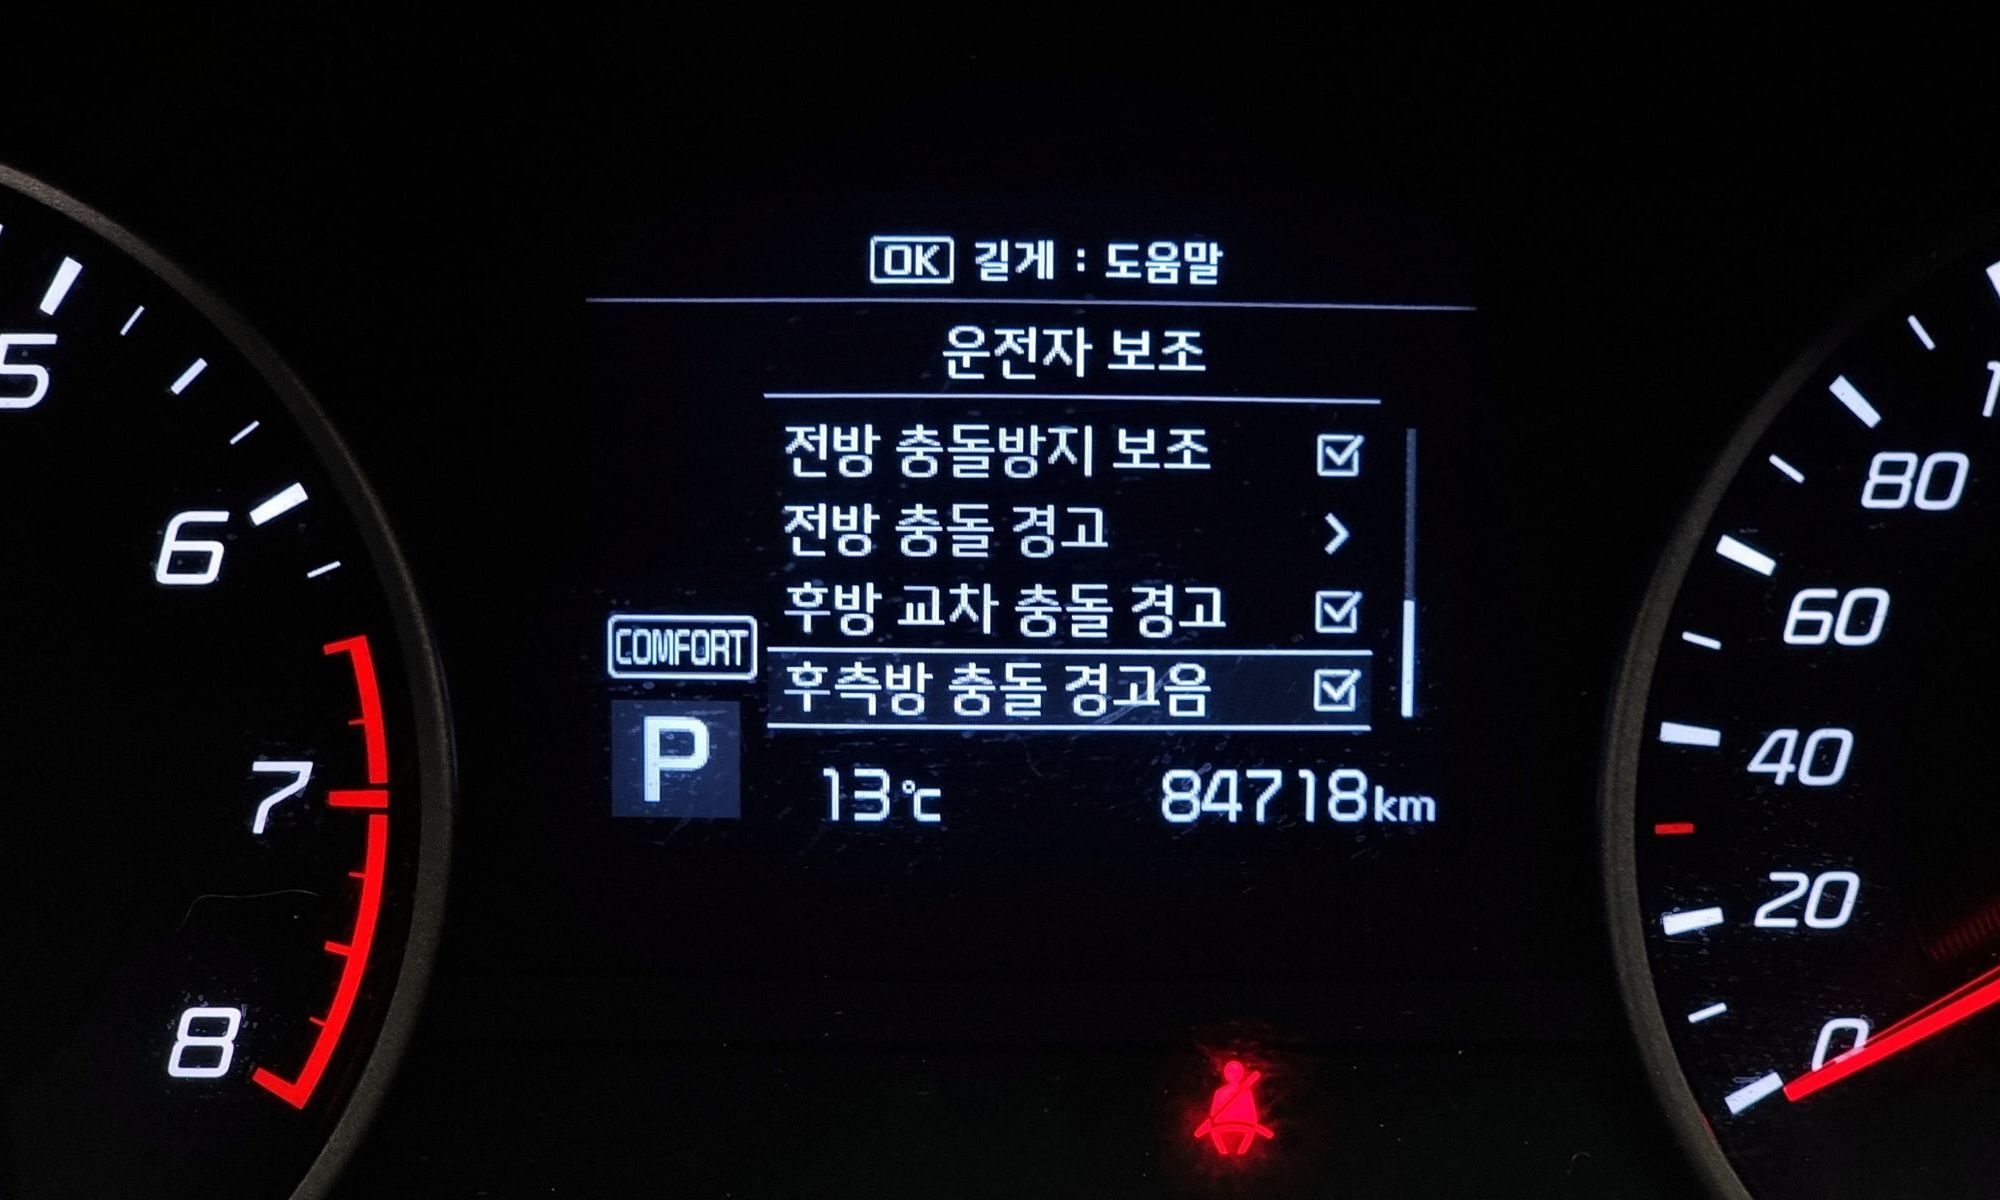 OK 길게 : 도움말
운전자 보조
전방 충돌방지 보조
전방 충돌 경고
후방 교차 충돌 경고
후측방 충돌 경고음
COMFORT
P
13℃ 84718km
5
6
7
8
80
60
40
20
0